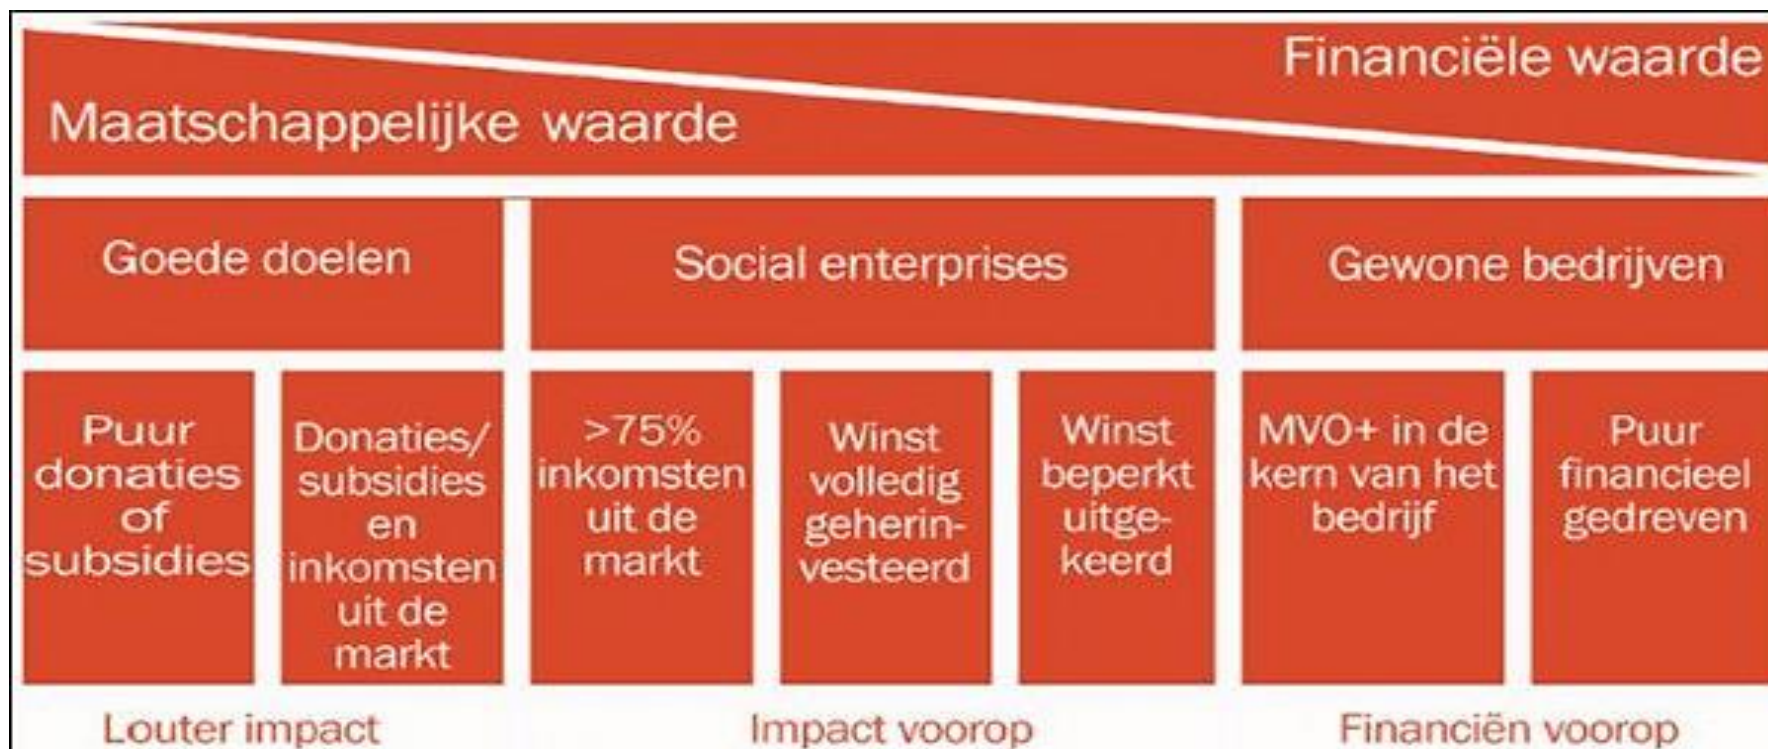 Financiële waarde
Maatschappelijke waarde
Goede doelen
Social enterprises
Gewone bedrijven
Puur
donaties
of
subsidies
Donaties/
subsidies
en
inkomsten
uit de
markt
>75%
inkomsten
uit de
markt
Winst
volledig
geherin-
vesteerd
Winst
beperkt
uitge-
keerd
MVO+ in de
kern van het
bedrijf
Puur
financieel
gedreven
Louter impact
Impact voorop
Financiën voorop